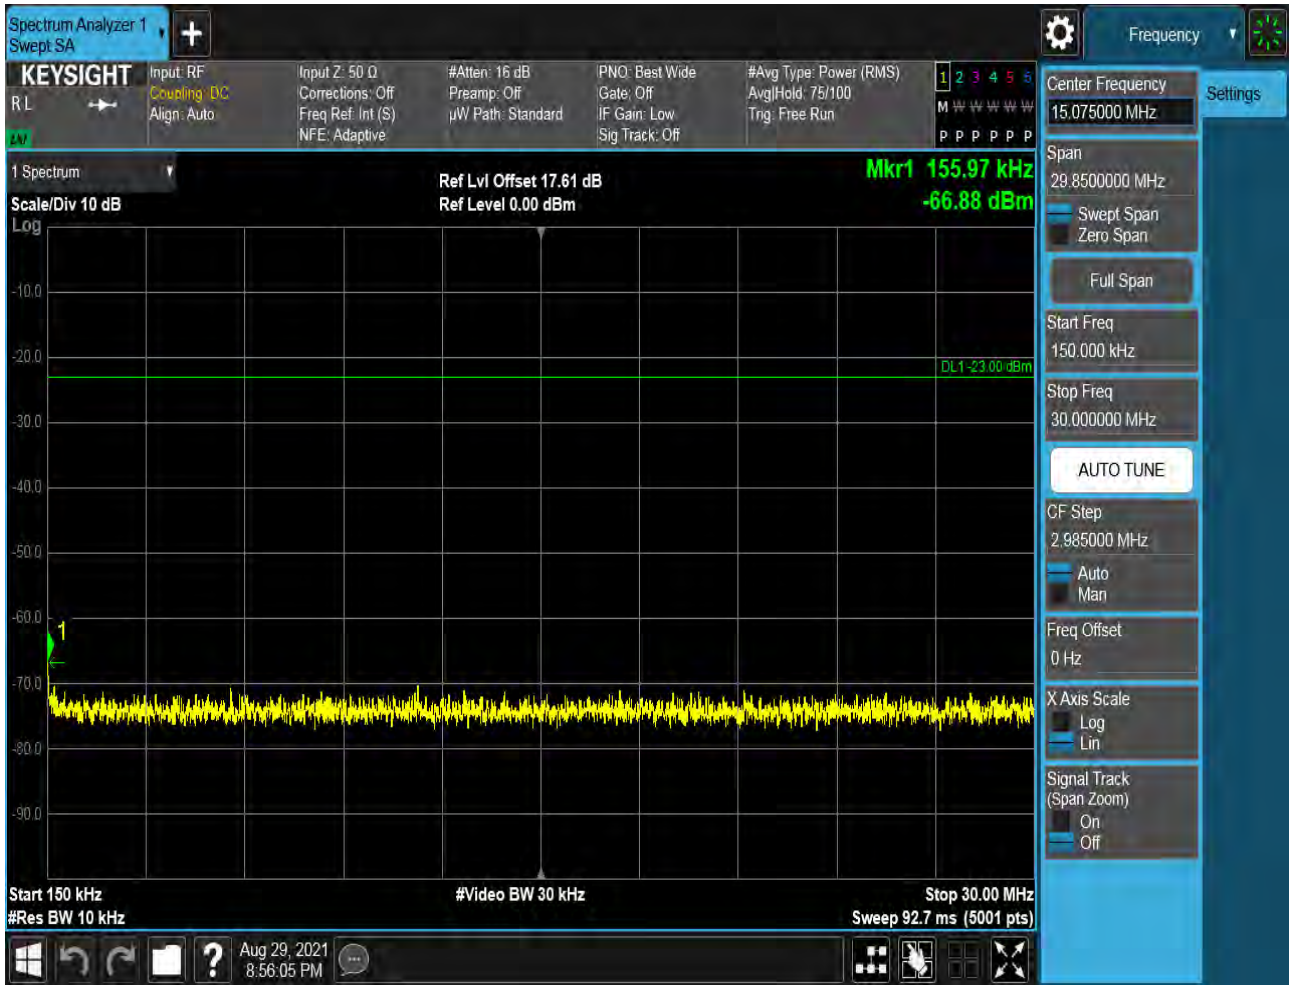 Spectrum Analyzer 1
Swept SA
Frequency
KEYSIGHT
R L
LNI
Input: RF
Coupling: DC
Align: Auto
Input Z: 50 Ω
Corrections: Off
Freq Ref: Int (S)
NFE: Adaptive
#Atten: 16 dB
Preamp: Off
µW Path: Standard
PNO: Best Wide
Gate: Off
IF Gain: Low
Sig Track: Off
#Avg Type: Power (RMS)
Avg|Hold: 75/100
Trig: Free Run
1 2 3 4 5 6
M W W W W W
P P P P P P
1 Spectrum
Scale/Div 10 dB
Log
Ref Lvl Offset 17.61 dB
Ref Level 0.00 dBm
Mkr1 155.97 kHz
-66.88 dBm
-10.0
-20.0
DL1 -23.00 dBm
-30.0
-40.0
-50.0
-60.0
1
-70.0
-80.0
-90.0
Start 150 kHz
#Video BW 30 kHz
Stop 30.00 MHz
#Res BW 10 kHz
Sweep 92.7 ms (5001 pts)
Aug 29, 2021
8:56:05 PM
Center Frequency
15.075000 MHz
Settings
Span
29.8500000 MHz
Swept Span
Zero Span
Full Span
Start Freq
150.000 kHz
Stop Freq
30.000000 MHz
AUTO TUNE
CF Step
2.985000 MHz
Auto
Man
Freq Offset
0 Hz
X Axis Scale
Log
Lin
Signal Track
(Span Zoom)
On
Off